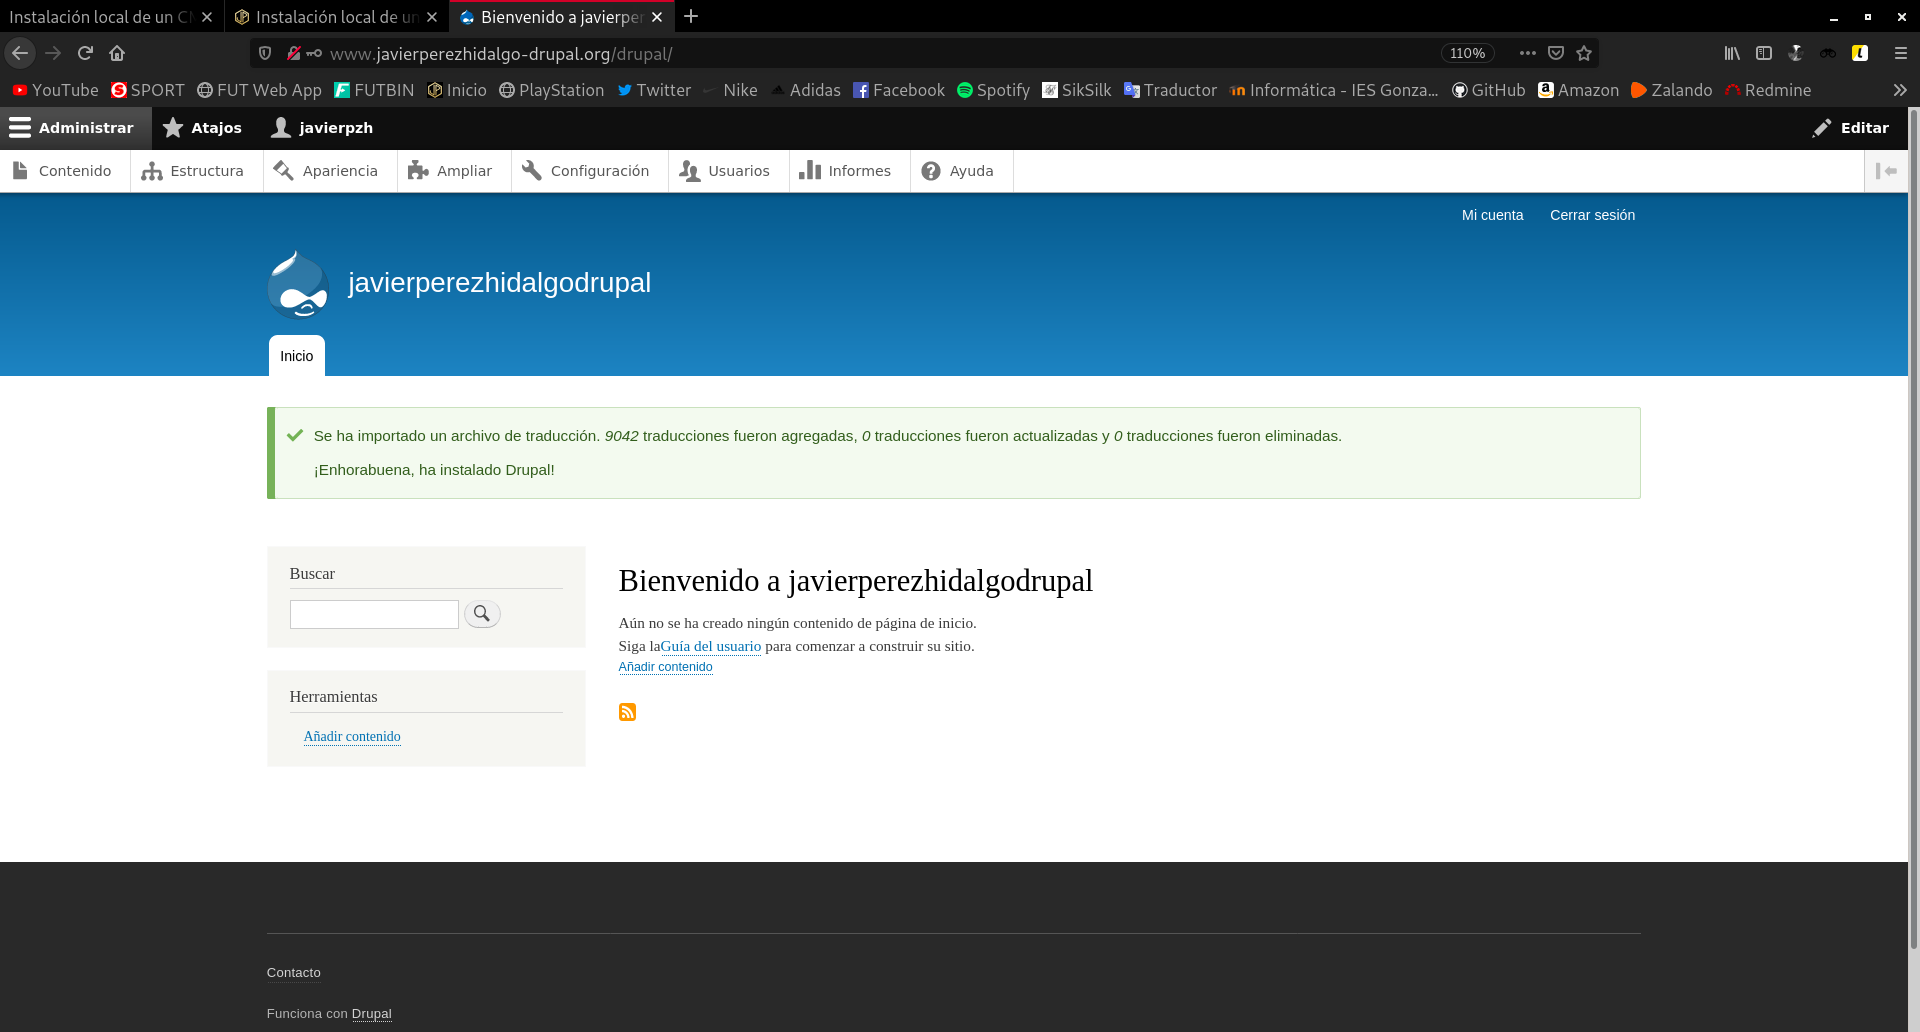 Instalación local de un CM
Instalación local de un
Bienvenido a javierper
www.javierperezhidalgo-drupal.org/drupal/
110%
YouTube SPORT FUT Web App FUTBIN Inicio PlayStation Twitter Nike Adidas Facebook Spotify SikSilk Traductor Informática - IES Gonza... GitHub Amazon Zalando Redmine
Administrar Atajos javierpzh Editar
Contenido Estructura Apariencia Ampliar Configuración Usuarios Informes Ayuda
Mi cuenta Cerrar sesión
javierperezhidalgodrupal
Inicio
Se ha importado un archivo de traducción. 9042 traducciones fueron agregadas, 0 traducciones fueron actualizadas y 0 traducciones fueron eliminadas.
¡Enhorabuena, ha instalado Drupal!
Buscar
Herramientas
Añadir contenido
Bienvenido a javierperezhidalgodrupal
Aún no se ha creado ningún contenido de página de inicio.
Siga laGuía del usuario para comenzar a construir su sitio.
Añadir contenido
Contacto
Funciona con Drupal